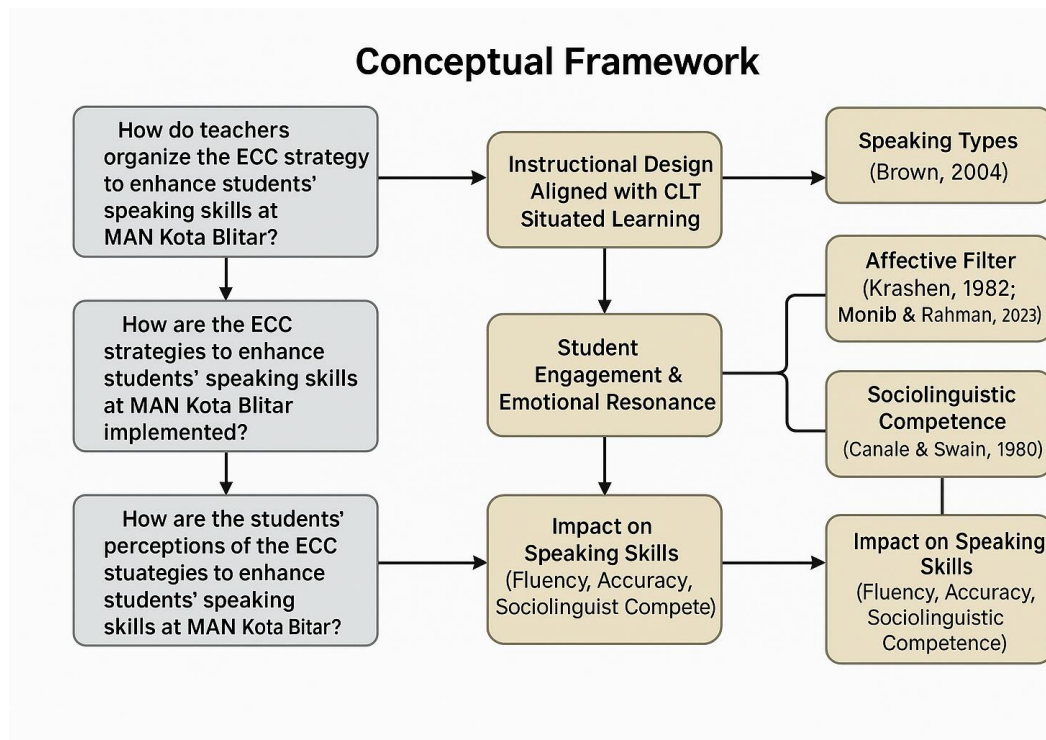 Conceptual Framework
How do teachers
organize the ECC strategy
to enhance students’
speaking skills at
MAN Kota Blitar?
How are the ECC
strategies to enhance
students’ speaking skills
at MAN Kota Blitar
implemented?
How are the students’
perceptions of the ECC
stuategies to enhance
students’ speaking
skills at MAN Kota Bitar?
Instructional Design
Aligned with CLT
Situated Learning
Student
Engagement &
Emotional Resonance
Impact on
Speaking Skills
(Fluency, Accuracy,
Sociolinguist Compete)
Speaking Types
(Brown, 2004)
Affective Filter
(Krashen, 1982;
Monib & Rahman, 2023)
Sociolinguistic
Competence
(Canale & Swain, 1980)
Impact on Speaking
Skills
(Fluency, Accuracy,
Sociolinguistic
Competence)